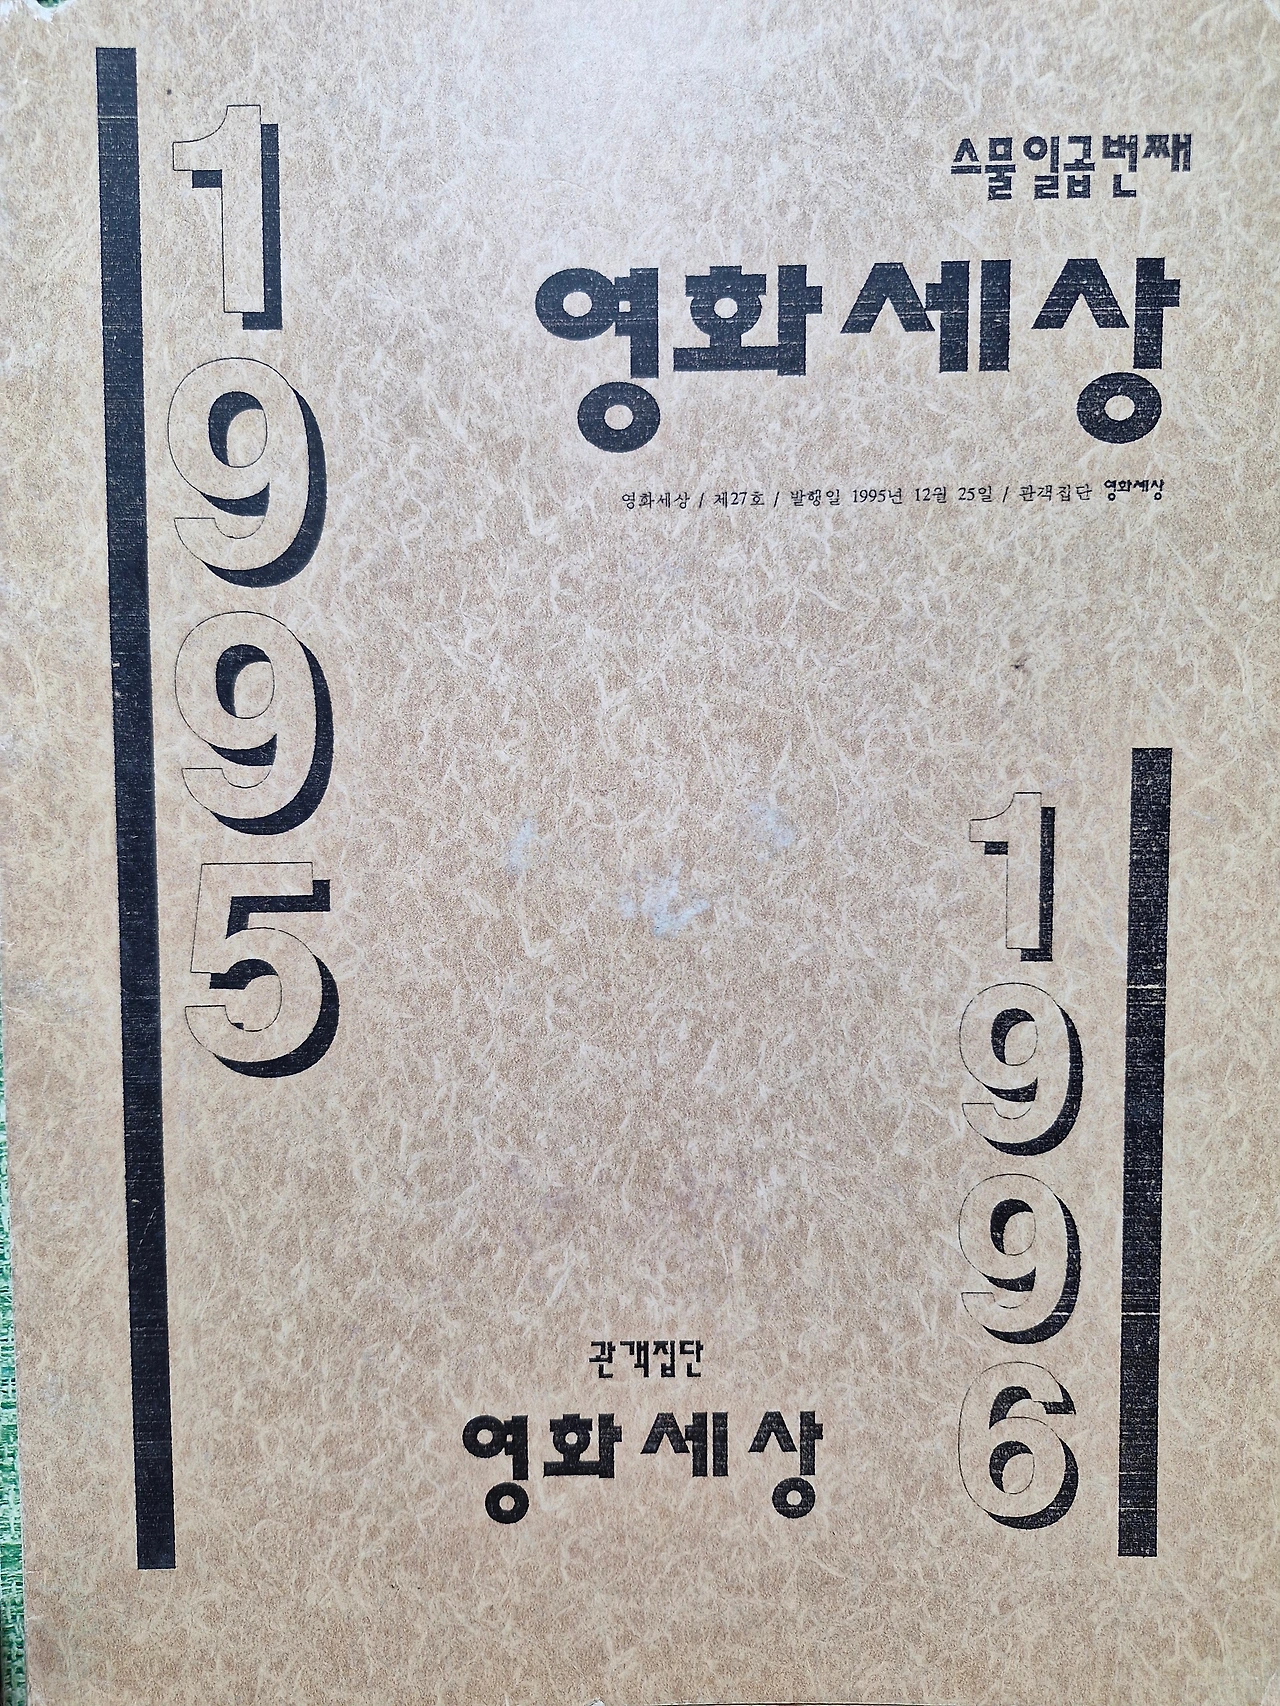 1995
스물일곱번째
영화세상
영화세상 / 제27호 / 발행일 1995년 12월 25일 / 관객집단 영화세상
1996
관객집단
영화세상